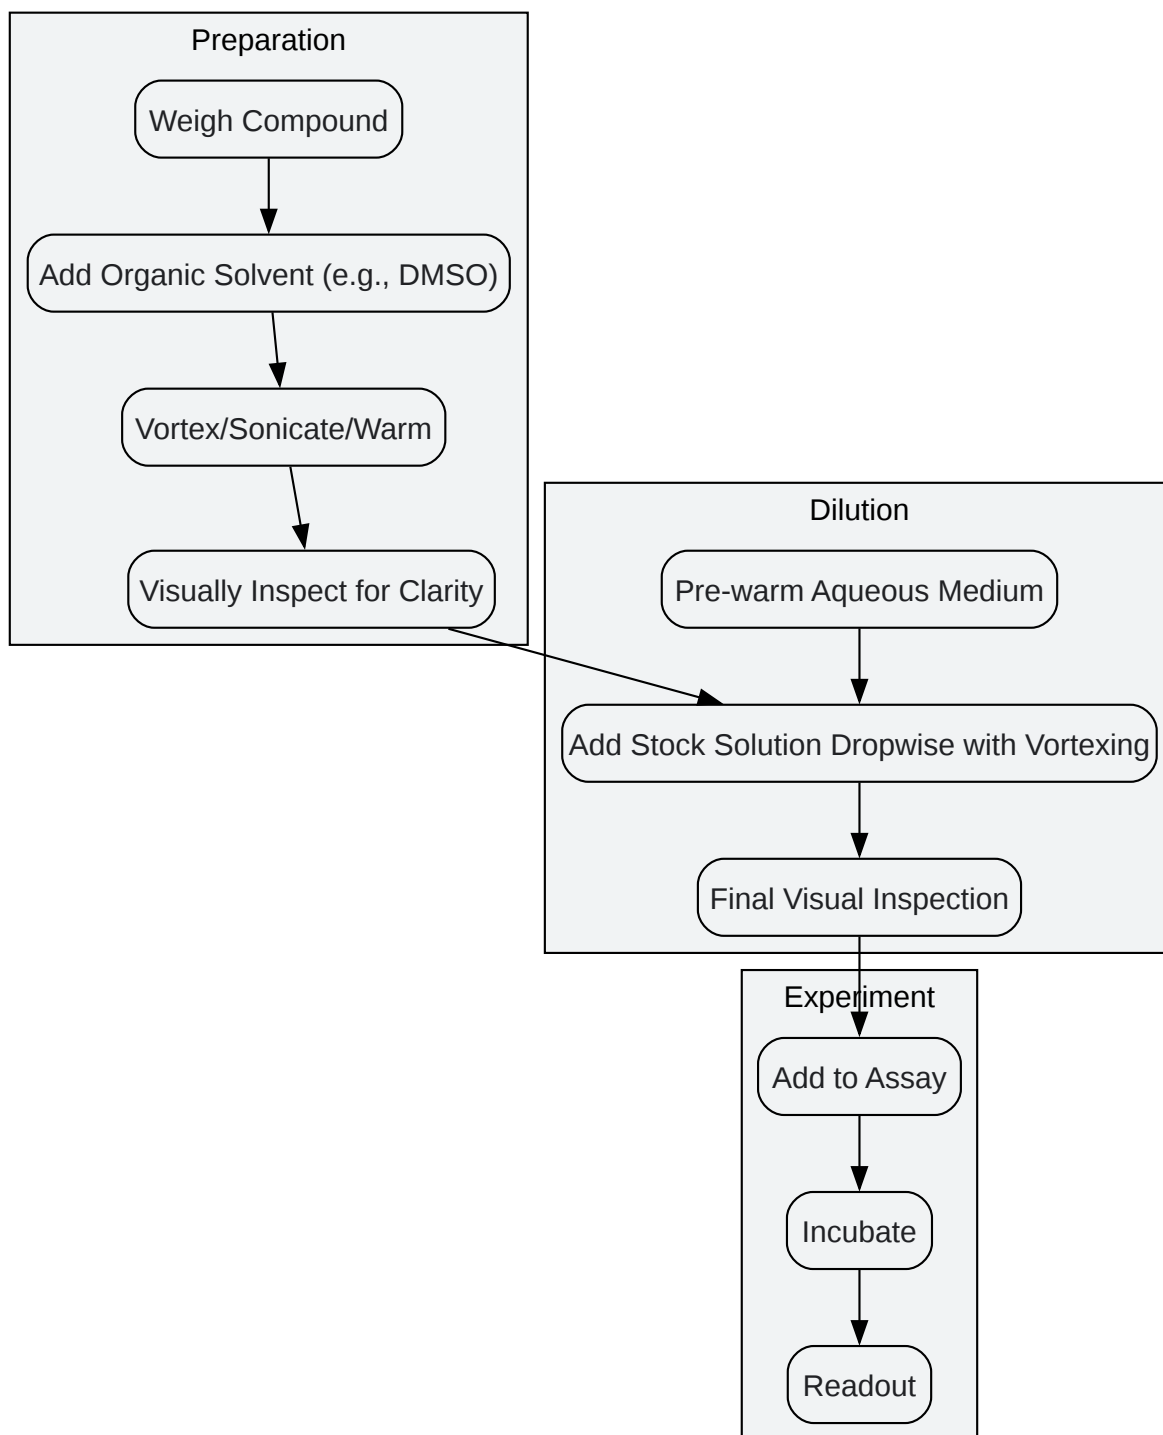 Preparation
Weigh Compound
Add Organic Solvent (e.g., DMSO)
Vortex/Sonicate/Warm
Visually Inspect for Clarity
Dilution
Pre-warm Aqueous Medium
Add Stock Solution Dropwise with Vortexing
Final Visual Inspection
Experiment
Add to Assay
Incubate
Readout